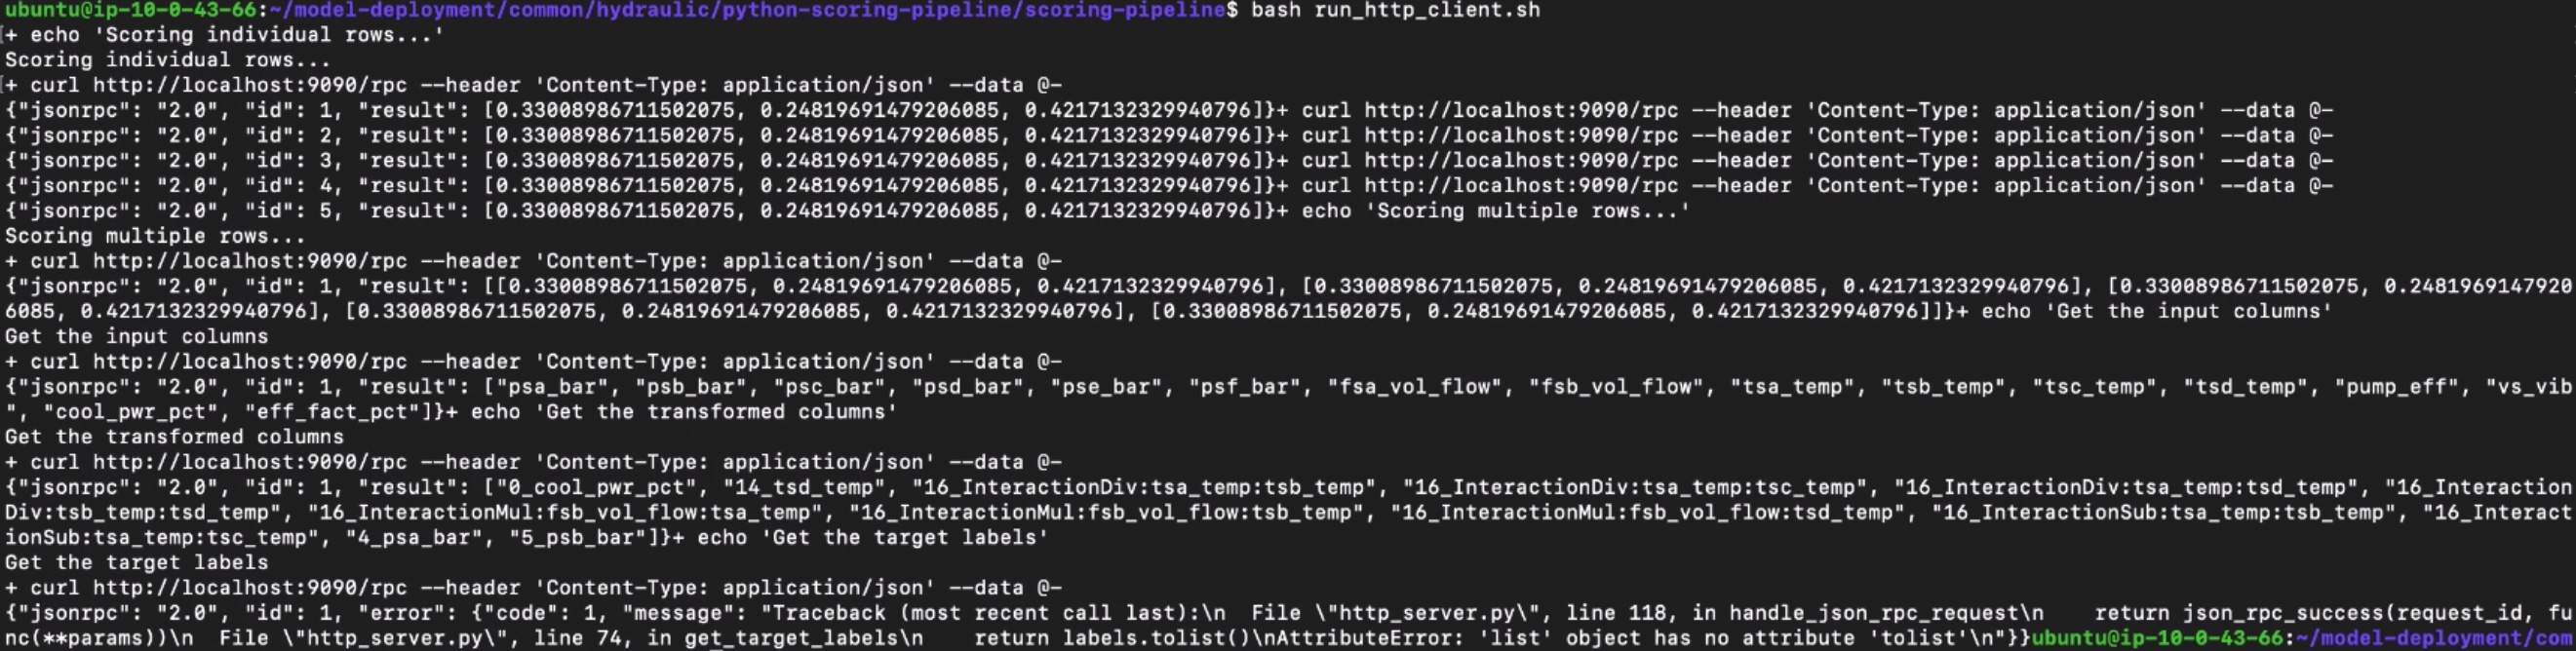 ubuntu@ip-10-0-43-66:~/model-deployment/common/hydraulic/python-scoring-pipeline/scoring-pipeline$ bash run_http_client.sh
[+ echo 'Scoring individual rows...'
Scoring individual rows...
[+ curl http://localhost:9090/rpc --header 'Content-Type: application/json' --data @-
{"jsonrpc": "2.0", "id": 1, "result": [0.33008986711502075, 0.24819691479206085, 0.4217132329940796]}+ curl http://localhost:9090/rpc --header 'Content-Type: application/json' --data @-
{"jsonrpc": "2.0", "id": 2, "result": [0.33008986711502075, 0.24819691479206085, 0.4217132329940796]}+ curl http://localhost:9090/rpc --header 'Content-Type: application/json' --data @-
{"jsonrpc": "2.0", "id": 3, "result": [0.33008986711502075, 0.24819691479206085, 0.4217132329940796]}+ curl http://localhost:9090/rpc --header 'Content-Type: application/json' --data @-
{"jsonrpc": "2.0", "id": 4, "result": [0.33008986711502075, 0.24819691479206085, 0.4217132329940796]}+ curl http://localhost:9090/rpc --header 'Content-Type: application/json' --data @-
{"jsonrpc": "2.0", "id": 5, "result": [0.33008986711502075, 0.24819691479206085, 0.4217132329940796]}+ echo 'Scoring multiple rows...'
Scoring multiple rows...
+ curl http://localhost:9090/rpc --header 'Content-Type: application/json' --data @-
{"jsonrpc": "2.0", "id": 1, "result": [[0.33008986711502075, 0.24819691479206085, 0.4217132329940796], [0.33008986711502075, 0.24819691479206085, 0.4217132329940796], [0.33008986711502075, 0.2481969147920
6085, 0.4217132329940796], [0.33008986711502075, 0.24819691479206085, 0.4217132329940796], [0.33008986711502075, 0.24819691479206085, 0.4217132329940796]]}+ echo 'Get the input columns'
Get the input columns
+ curl http://localhost:9090/rpc --header 'Content-Type: application/json' --data @-
{"jsonrpc": "2.0", "id": 1, "result": ["psa_bar", "psb_bar", "psc_bar", "psd_bar", "pse_bar", "psf_bar", "fsa_vol_flow", "fsb_vol_flow", "tsa_temp", "tsb_temp", "tsc_temp", "tsd_temp", "pump_eff", "vs_vib
", "cool_pwr_pct", "eff_fact_pct"]}+ echo 'Get the transformed columns'
Get the transformed columns
+ curl http://localhost:9090/rpc --header 'Content-Type: application/json' --data @-
{"jsonrpc": "2.0", "id": 1, "result": ["0_cool_pwr_pct", "14_tsd_temp", "16_InteractionDiv:tsa_temp:tsb_temp", "16_InteractionDiv:tsa_temp:tsc_temp", "16_InteractionDiv:tsa_temp:tsd_temp", "16_Interaction
Div:tsb_temp:tsd_temp", "16_InteractionMul:fsb_vol_flow:tsa_temp", "16_InteractionMul:fsb_vol_flow:tsb_temp", "16_InteractionMul:fsb_vol_flow:tsd_temp", "16_InteractionSub:tsa_temp:tsb_temp", "16_Interact
ionSub:tsa_temp:tsc_temp", "4_psa_bar", "5_psb_bar"]}+ echo 'Get the target labels'
Get the target labels
+ curl http://localhost:9090/rpc --header 'Content-Type: application/json' --data @-
{"jsonrpc": "2.0", "id": 1, "error": {"code": 1, "message": "Traceback (most recent call last):\n  File \"http_server.py\", line 118, in handle_json_rpc_request\n    return json_rpc_success(request_id, fu
nc(**params))\n  File \"http_server.py\", line 74, in get_target_labels\n    return labels.tolist()\nAttributeError: 'list' object has no attribute 'tolist'\n"}}ubuntu@ip-10-0-43-66:~/model-deployment/com